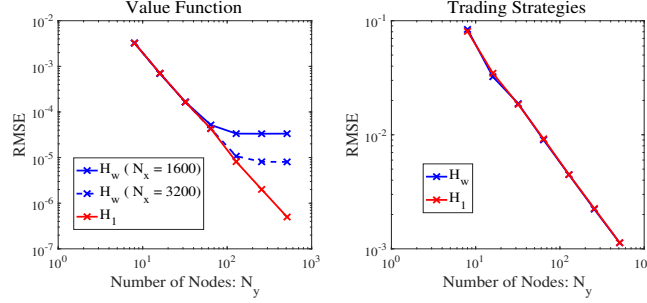 Value Function
10^-2
10^-3
10^-4
10^-5
10^-6
10^-7
RMSE
H_w ( N_x = 1600)
H_w ( N_x = 3200)
H_1
10^0
10^1
10^2
10^3
Number of Nodes: N_y
Trading Strategies
10^-1
10^-2
10^-3
RMSE
H_w
H_1
10^0
10^1
10^2
Number of Nodes: N_y